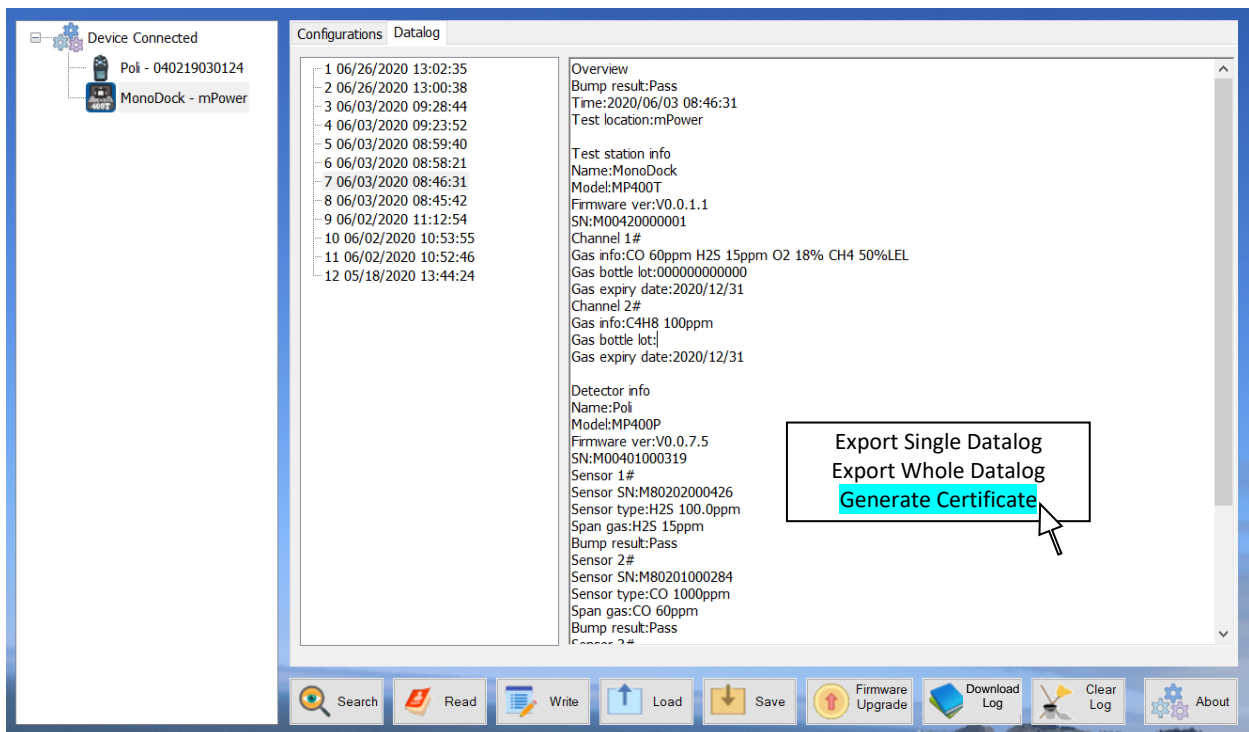 Device Connected
Poli - 040219030124
MonoDock - mPower
405T
Configurations Datalog
1 06/26/2020 13:02:35
2 06/26/2020 13:00:38
3 06/03/2020 09:28:44
4 06/03/2020 09:23:52
5 06/03/2020 08:59:40
6 06/03/2020 08:58:21
7 06/03/2020 08:46:31
8 06/03/2020 08:45:42
9 06/02/2020 11:12:54
10 06/02/2020 10:53:55
11 06/02/2020 10:52:46
12 05/18/2020 13:44:24
Overview
Bump result:Pass
Time:2020/06/03 08:46:31
Test location:mPower
Test station info
Name:MonoDock
Model:MP400T
Firmware ver:V0.0.1.1
SN:M00420000001
Channel 1#
Gas info:CO 60ppm H2S 15ppm O2 18% CH4 50%LEL
Gas bottle lot:000000000000
Gas expiry date:2020/12/31
Channel 2#
Gas info:C4H8 100ppm
Gas bottle lot:
Gas expiry date:2020/12/31
Detector info
Name:Poli
Model:MP400P
Firmware ver:V0.0.7.5
SN:M00401000319
Sensor 1#
Sensor SN:M80202000426
Sensor type:H2S 100.0ppm
Span gas:H2S 15ppm
Bump result:Pass
Sensor 2#
Sensor SN:M80201000284
Sensor type:CO 1000ppm
Span gas:CO 60ppm
Bump result:Pass
Sensor 3#
Export Single Datalog
Export Whole Datalog
Generate Certificate
Search
Read
Write
Load
Save
Firmware
Upgrade
Download
Log
Clear
Log
About